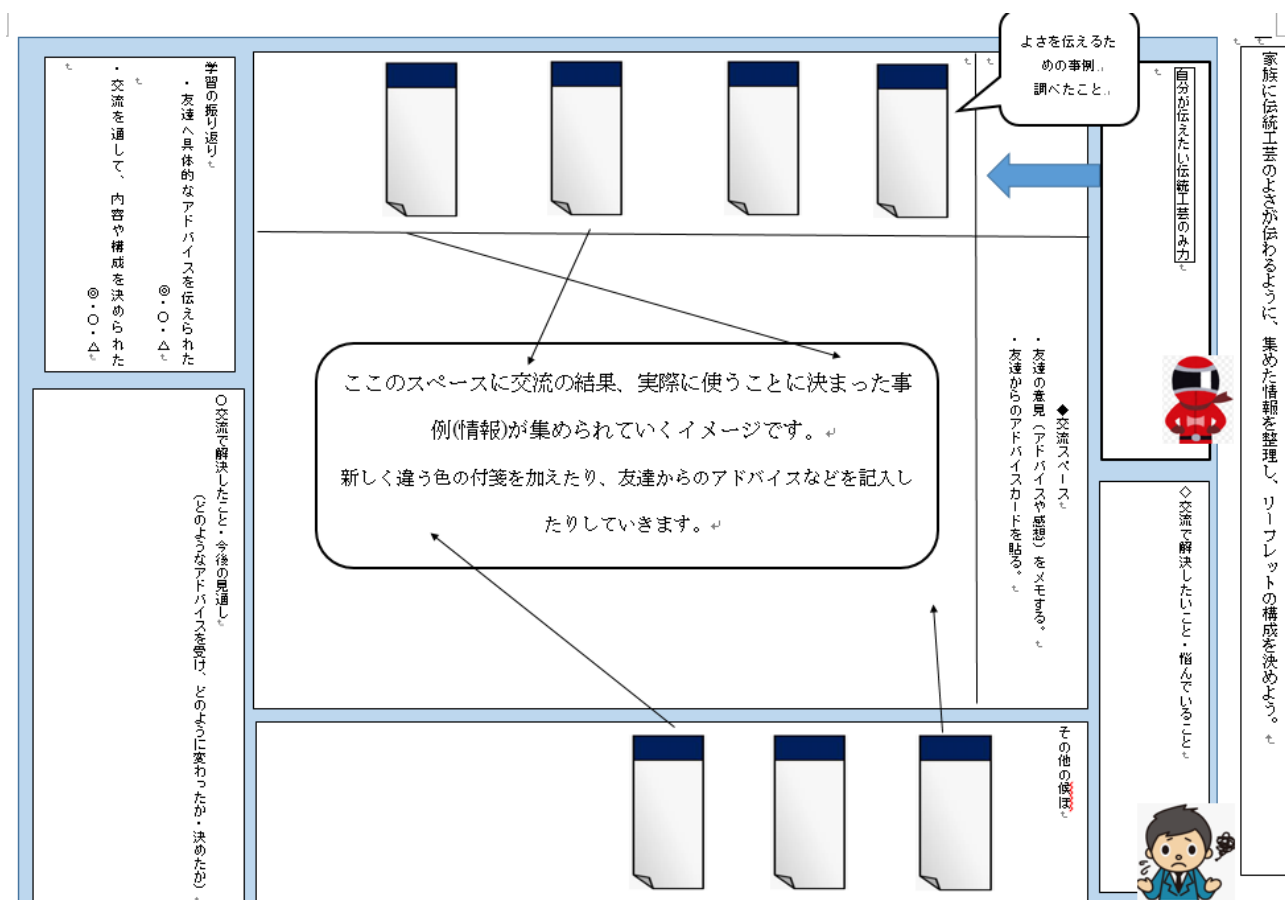 家族に伝統工芸のよさが伝わるように、集めた情報を整理し、リーフレットの構成を決めよう。
自分が伝えたい伝統工芸のみ力
よさを伝えるた
めの事例
調べたこと
◇交流で解決したいこと・悩んでいること
◆交流スペース
・友達の意見（アドバイスや感想）をメモする。
・友達からのアドバイスカードを貼る。
ここのスペースに交流の結果、実際に使うことに決まった事
例(情報)が集められていくイメージです。
新しく違う色の付箋を加えたり、友達からのアドバイスなどを記入し
たりしていきます。
その他の候ほ
学習の振り返り
・友達へ具体的なアドバイスを伝えられた
◎・○・△
・交流を通して、内容や構成を決められた
◎・○・△
○交流で解決したこと・今後の見通し
（どのようなアドバイスを受け、どのように変わったか・決めたか）